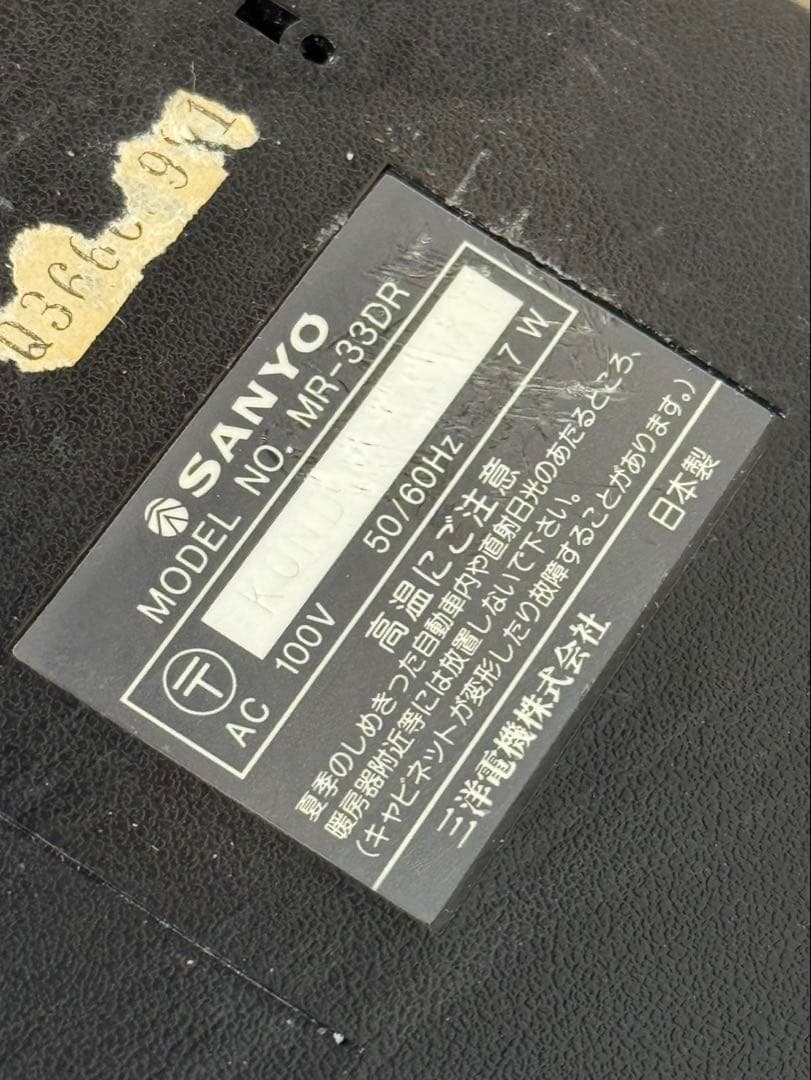 SANYO
MODEL NO. MR-33DR
〒
AC 100V 50/60Hz 7W
高温にご注意
夏季のしめきった自動車内や直射日光のあたるところ、
暖房器附近等には放置しないで下さい。
(キャビネットが変形したり故障することがあります。)
三洋電機株式会社 日本製